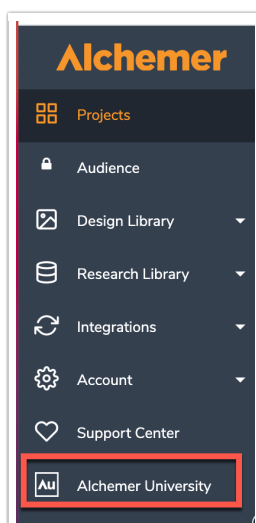 Alchemer
Projects
Audience
Design Library
Research Library
Integrations
Account
Support Center
Au Alchemer University